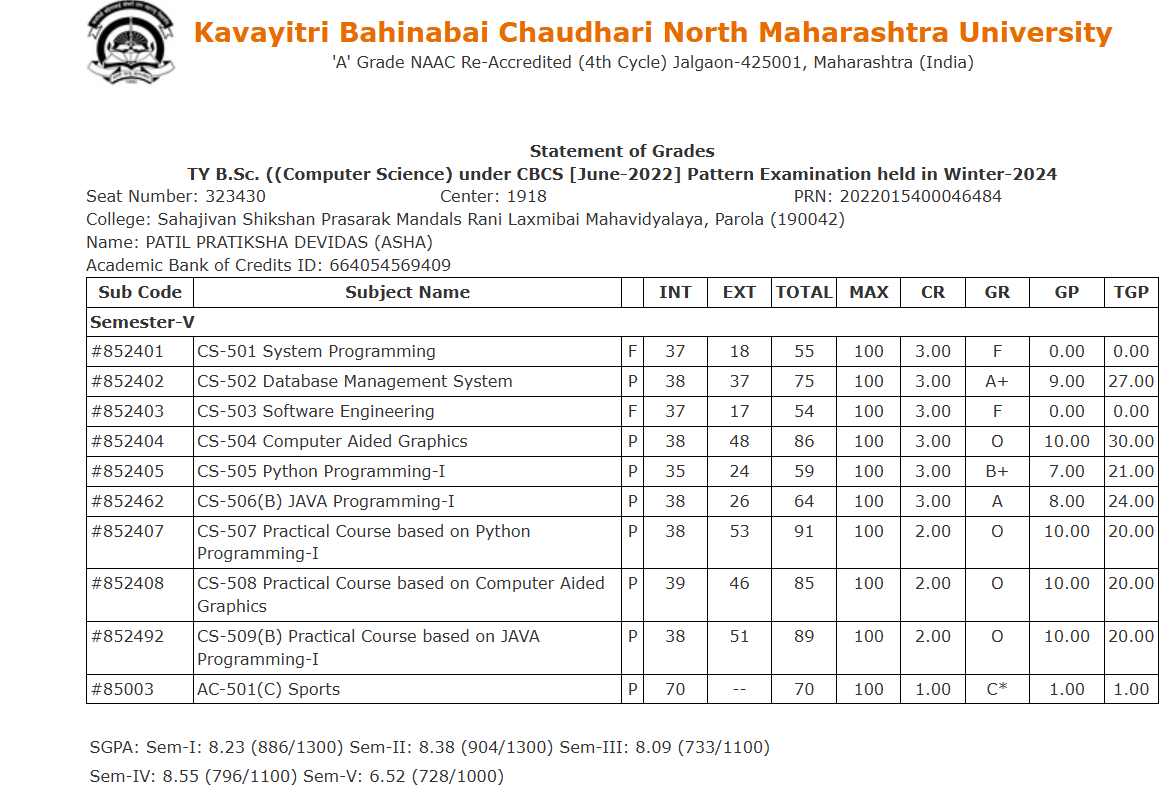 Kavayitri Bahinabai Chaudhari North Maharashtra University
'A' Grade NAAC Re-Accredited (4th Cycle) Jalgaon-425001, Maharashtra (India)
Statement of Grades
TY B.Sc. ((Computer Science) under CBCS [June-2022] Pattern Examination held in Winter-2024
Seat Number: 323430 Center: 1918 PRN: 2022015400046484
College: Sahajivan Shikshan Prasarak Mandals Rani Laxmibai Mahavidyalaya, Parola (190042)
Name: PATIL PRATIKSHA DEVIDAS (ASHA)
Academic Bank of Credits ID: 664054569409
Sub Code Subject Name INT EXT TOTAL MAX CR GR GP TGP
Semester-V
#852401 CS-501 System Programming F 37 18 55 100 3.00 F 0.00 0.00
#852402 CS-502 Database Management System P 38 37 75 100 3.00 A+ 9.00 27.00
#852403 CS-503 Software Engineering F 37 17 54 100 3.00 F 0.00 0.00
#852404 CS-504 Computer Aided Graphics P 38 48 86 100 3.00 O 10.00 30.00
#852405 CS-505 Python Programming-I P 35 24 59 100 3.00 B+ 7.00 21.00
#852462 CS-506(B) JAVA Programming-I P 38 26 64 100 3.00 A 8.00 24.00
#852407 CS-507 Practical Course based on Python P 38 53 91 100 2.00 O 10.00 20.00
Programming-I
#852408 CS-508 Practical Course based on Computer Aided P 39 46 85 100 2.00 O 10.00 20.00
Graphics
#852492 CS-509(B) Practical Course based on JAVA P 38 51 89 100 2.00 O 10.00 20.00
Programming-I
#85003 AC-501(C) Sports P 70 -- 70 100 1.00 C* 1.00 1.00
SGPA: Sem-I: 8.23 (886/1300) Sem-II: 8.38 (904/1300) Sem-III: 8.09 (733/1100)
Sem-IV: 8.55 (796/1100) Sem-V: 6.52 (728/1000)